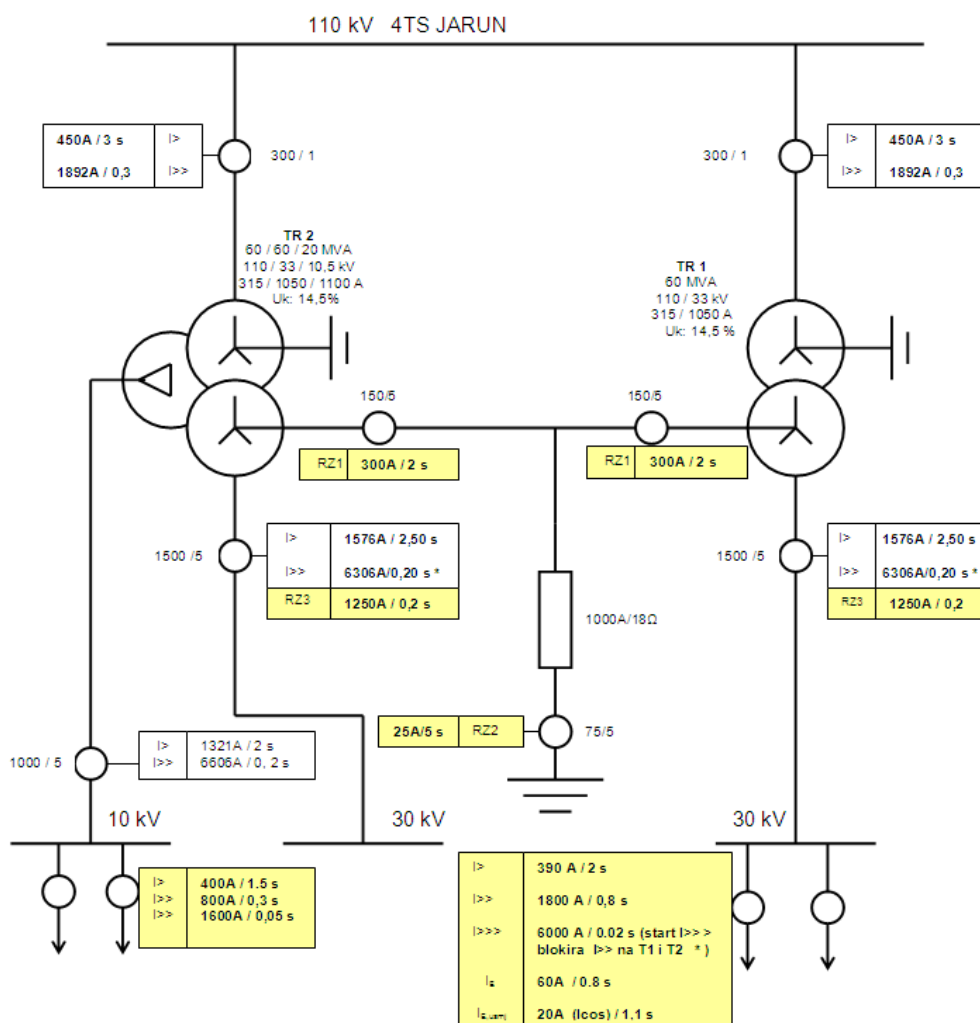 110 kV 4TS JARUN
450A / 3 s I>
1892A / 0,3 I>>
300 / 1
300 / 1
I> 450A / 3 s
I>> 1892A / 0,3
TR 2
60 / 60 / 20 MVA
110 / 33 / 10,5 kV
315 / 1050 / 1100 A
Uk: 14,5%
TR 1
60 MVA
110 / 33 kV
315 / 1050 A
Uk: 14,5 %
150/5
150/5
RZ1 300A / 2 s
RZ1 300A / 2 s
1500 /5
I> 1576A / 2,50 s
I>> 6306A/0,20 s *
RZ3 1250A / 0,2 s
1500 /5
I> 1576A / 2,50 s
I>> 6306A/0,20 s *
RZ3 1250A / 0,2
1000A/18Ω
25A/5 s RZ2
75/5
1000 / 5
I> 1321A / 2 s
I>> 6606A / 0, 2 s
10 kV
30 kV
30 kV
I> 400A / 1.5 s
I>> 800A / 0,3 s
I>> 1600A / 0,05 s
I> 390 A / 2 s
I>> 1800 A / 0,8 s
I>>> 6000 A / 0.02 s (start I>> >
blokira I>> na T1 i T2 * )
60A / 0.8 s
20A (Icos) / 1,1 s